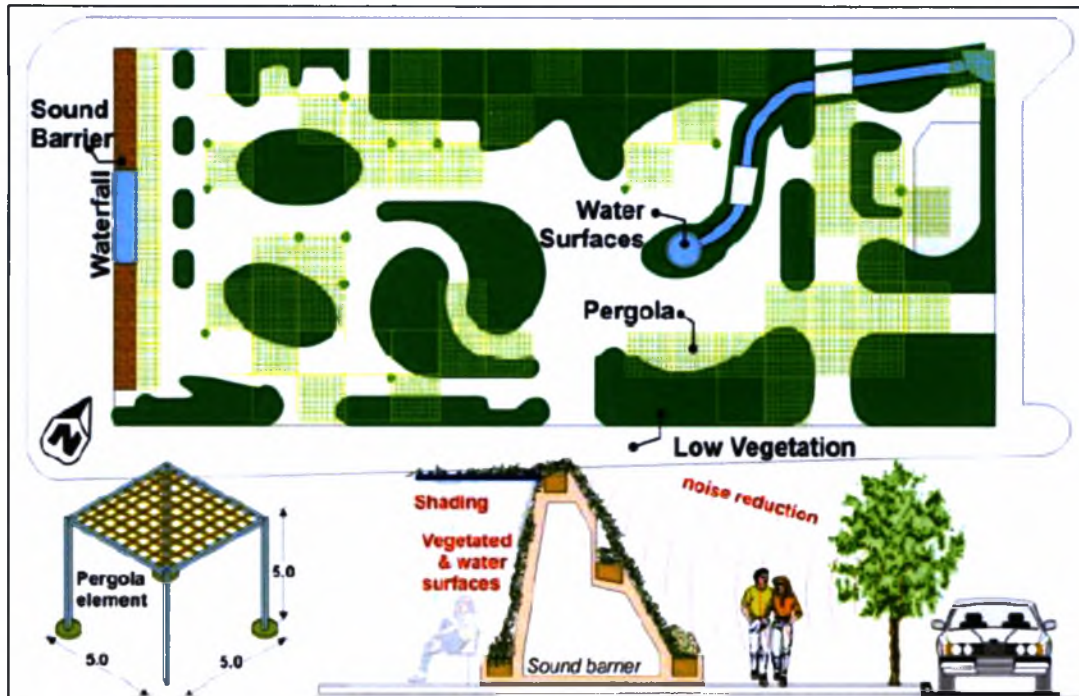 Sound
Barrier
Waterfall
Water
Surfaces
Pergola
Low Vegetation
N
Shading
Vegetated
& water
surfaces
noise reduction
Pergola
element
5.0
5.0
5.0
Sound barrier